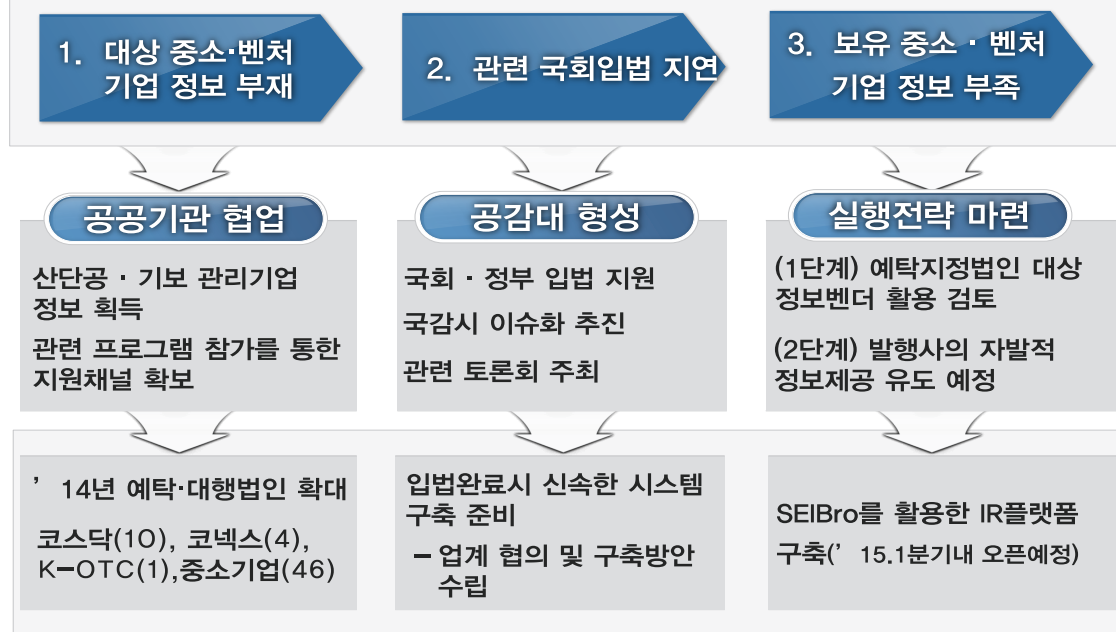 1. 대상 중소·벤처
기업 정보 부재
2. 관련 국회입법 지연
3. 보유 중소 · 벤처
기업 정보 부족
공공기관 협업
산단공 · 기보 관리기업
정보 획득
관련 프로그램 참가를 통한
지원채널 확보
공감대 형성
국회 · 정부 입법 지원
국감시 이슈화 추진
관련 토론회 주최
실행전략 마련
(1단계) 예탁지정법인 대상
정보벤더 활용 검토
(2단계) 발행사의 자발적
정보제공 유도 예정
’14년 예탁·대행법인 확대
코스닥(10), 코넥스(4),
K-OTC(1),중소기업(46)
입법완료시 신속한 시스템
구축 준비
- 업계 협의 및 구축방안
수립
SEIBro를 활용한 IR플랫폼
구축(’15.1분기내 오픈예정)